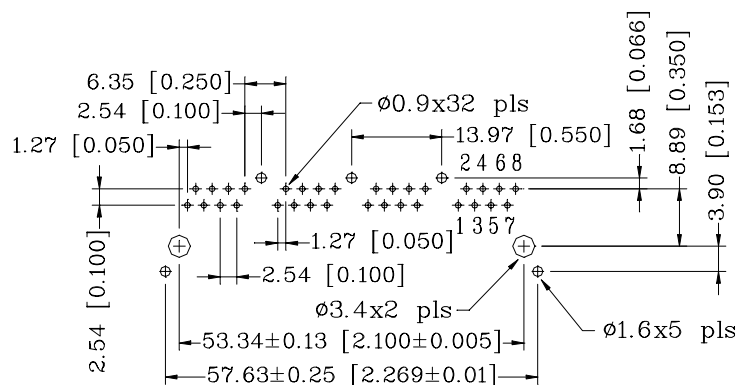 6.35 [0.250]
2.54 [0.100]
1.27 [0.050]
ø0.9x32 pls
13.97 [0.550]
1.68 [0.066]
8.89 [0.350]
3.90 [0.153]
2 4 6 8
1 3 5 7
1.27 [0.050]
2.54 [0.100]
2.54 [0.100]
ø3.4x2 pls
ø1.6x5 pls
53.34±0.13 [2.100±0.005]
57.63±0.25 [2.269±0.01]